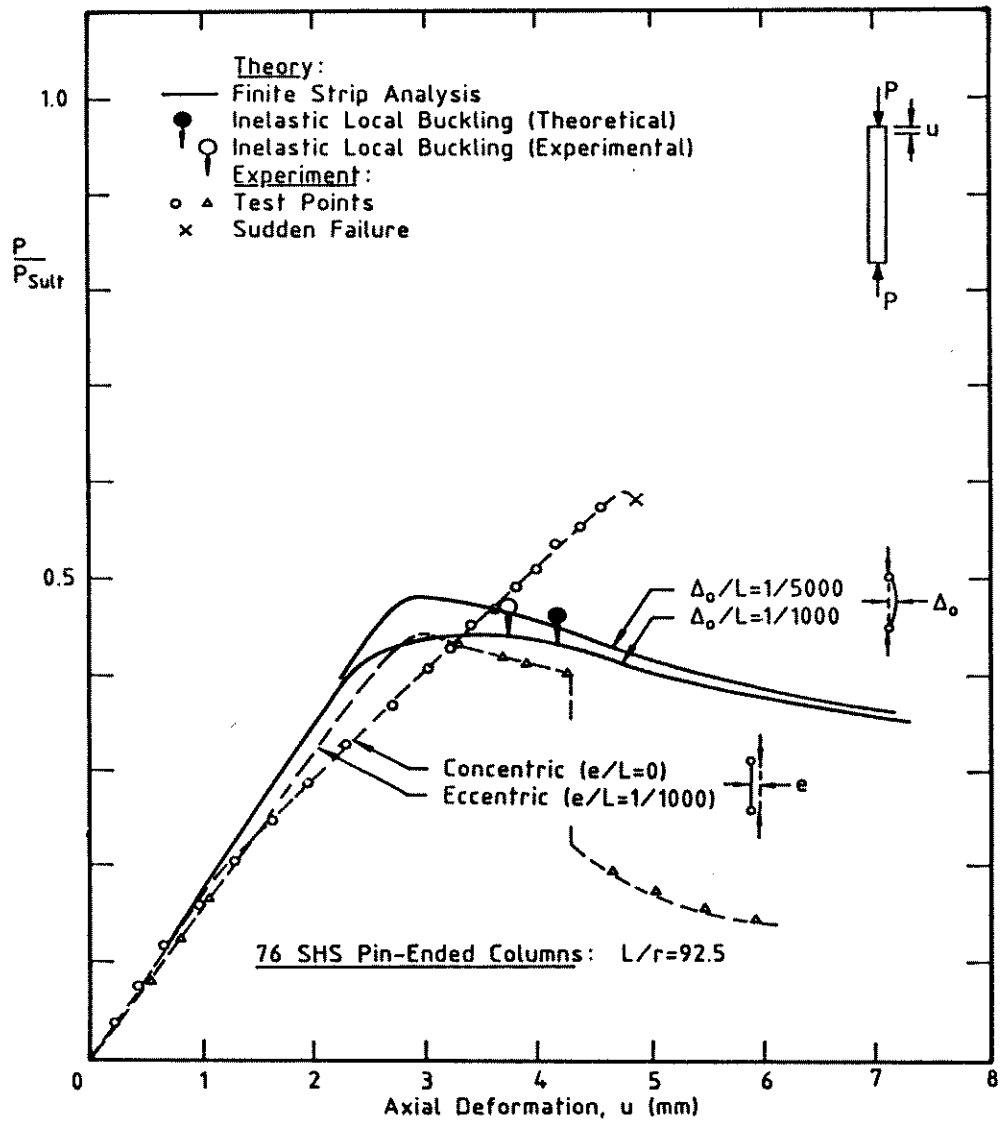 Theory:
Finite Strip Analysis
Inelastic Local Buckling (Theoretical)
Inelastic Local Buckling (Experimental)
Experiment:
Test Points
Sudden Failure
P
u
P
1.0
P
PSult
0.5
Δo/L=1/5000
Δo/L=1/1000
Δo
Concentric (e/L=0)
Eccentric (e/L=1/1000)
e
76 SHS Pin-Ended Columns: L/r=92.5
0 1 2 3 4 5 6 7 8
Axial Deformation, u (mm)